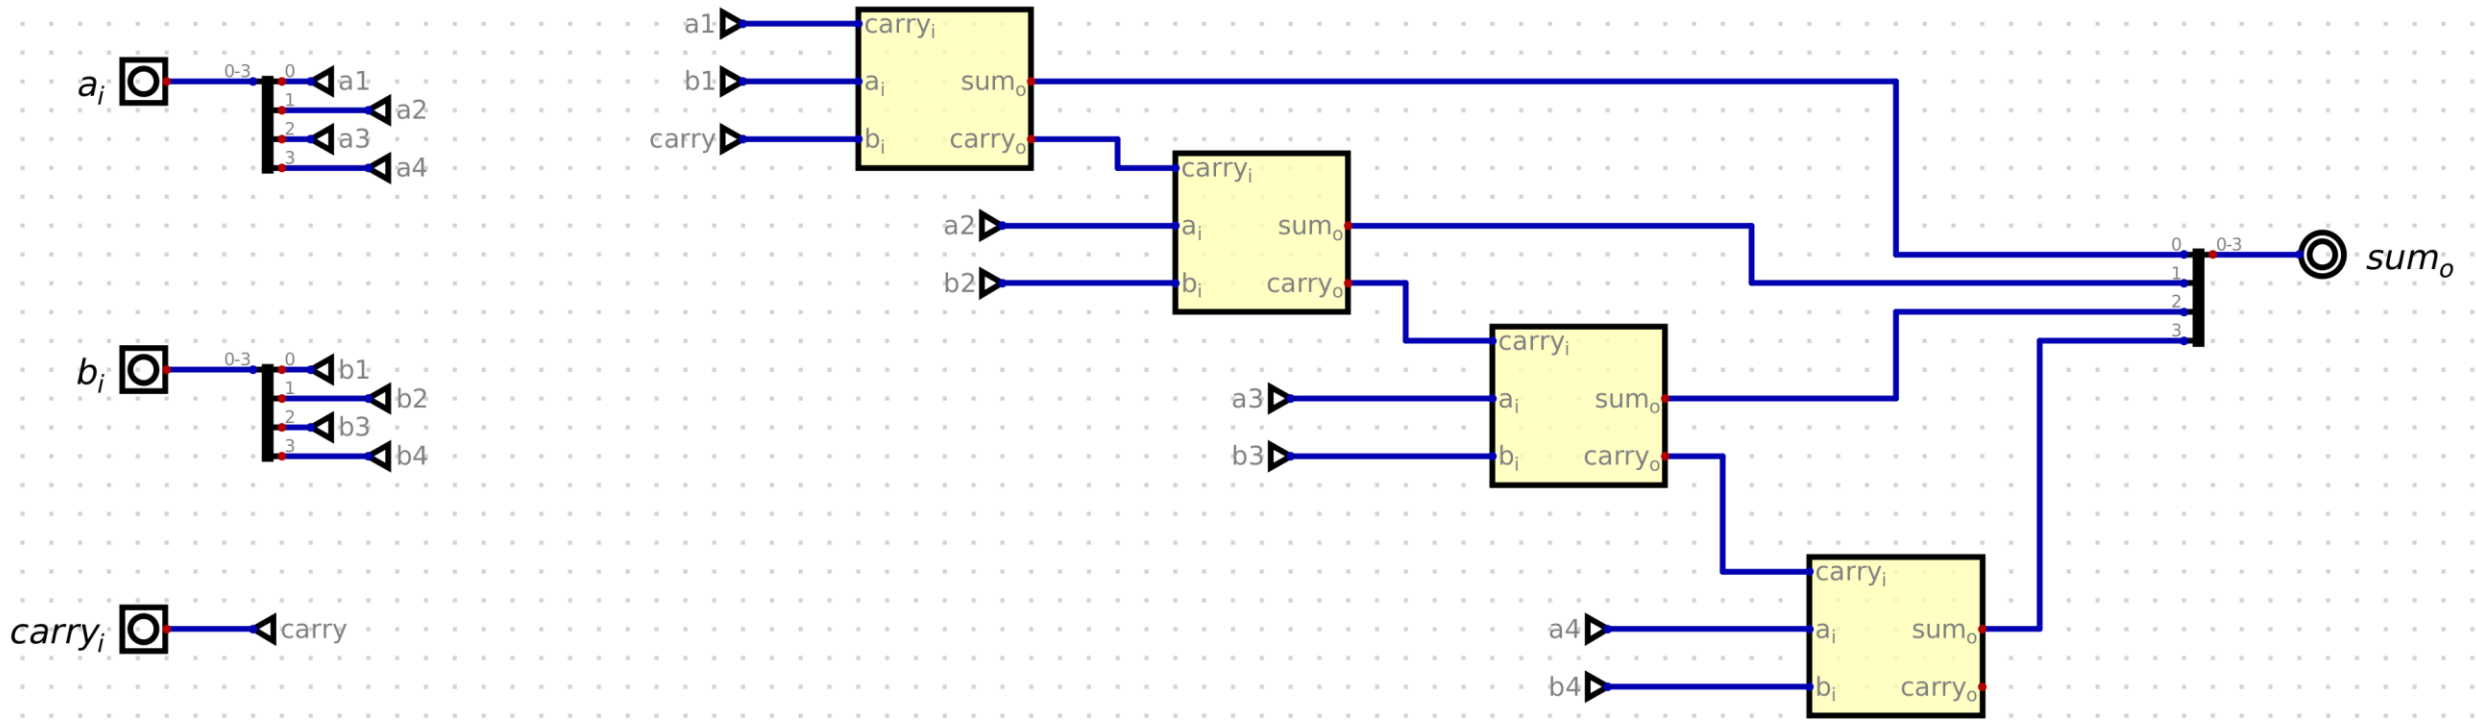 a1 carryᵢ
aᵢ 0-3 0 a1 b1 aᵢ sumₒ
1 a2
2 a3 carry bᵢ carryₒ
3 a4 carryᵢ
a2 aᵢ sumₒ
0 0-3 sumₒ
1
b2 bᵢ carryₒ
2
3
carryᵢ
bᵢ 0-3 0 b1
1 b2 a3 aᵢ sumₒ
2 b3
3 b4 b3 bᵢ carryₒ
carryᵢ
carryᵢ carry a4 aᵢ sumₒ
b4 bᵢ carryₒ